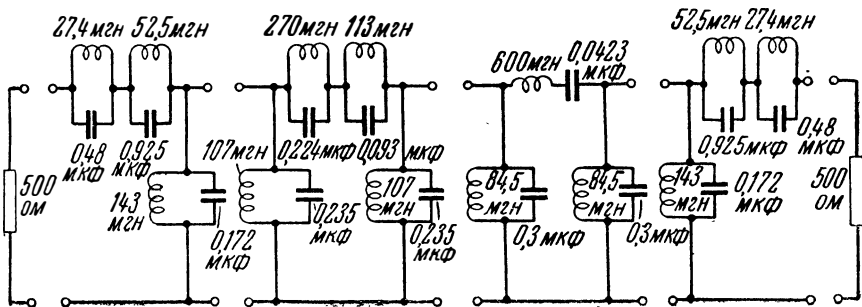 27,4мгн
52,5мгн
0,48
мкф
0,925
мкф
500
ом
143
мгн
0,172
мкф
270мгн
113мгн
0,224мкф
0,093
мкф
107мгн
0,235
мкф
107
мгн
0,235
мкф
600мгн
0,0423
мкф
84,5
мгн
0,3мкф
84,5
мгн
0,3мкф
52,5мгн
27,4мгн
0,925мкф
0,48
мкф
143
мгн
0,172
мкф
500
ом